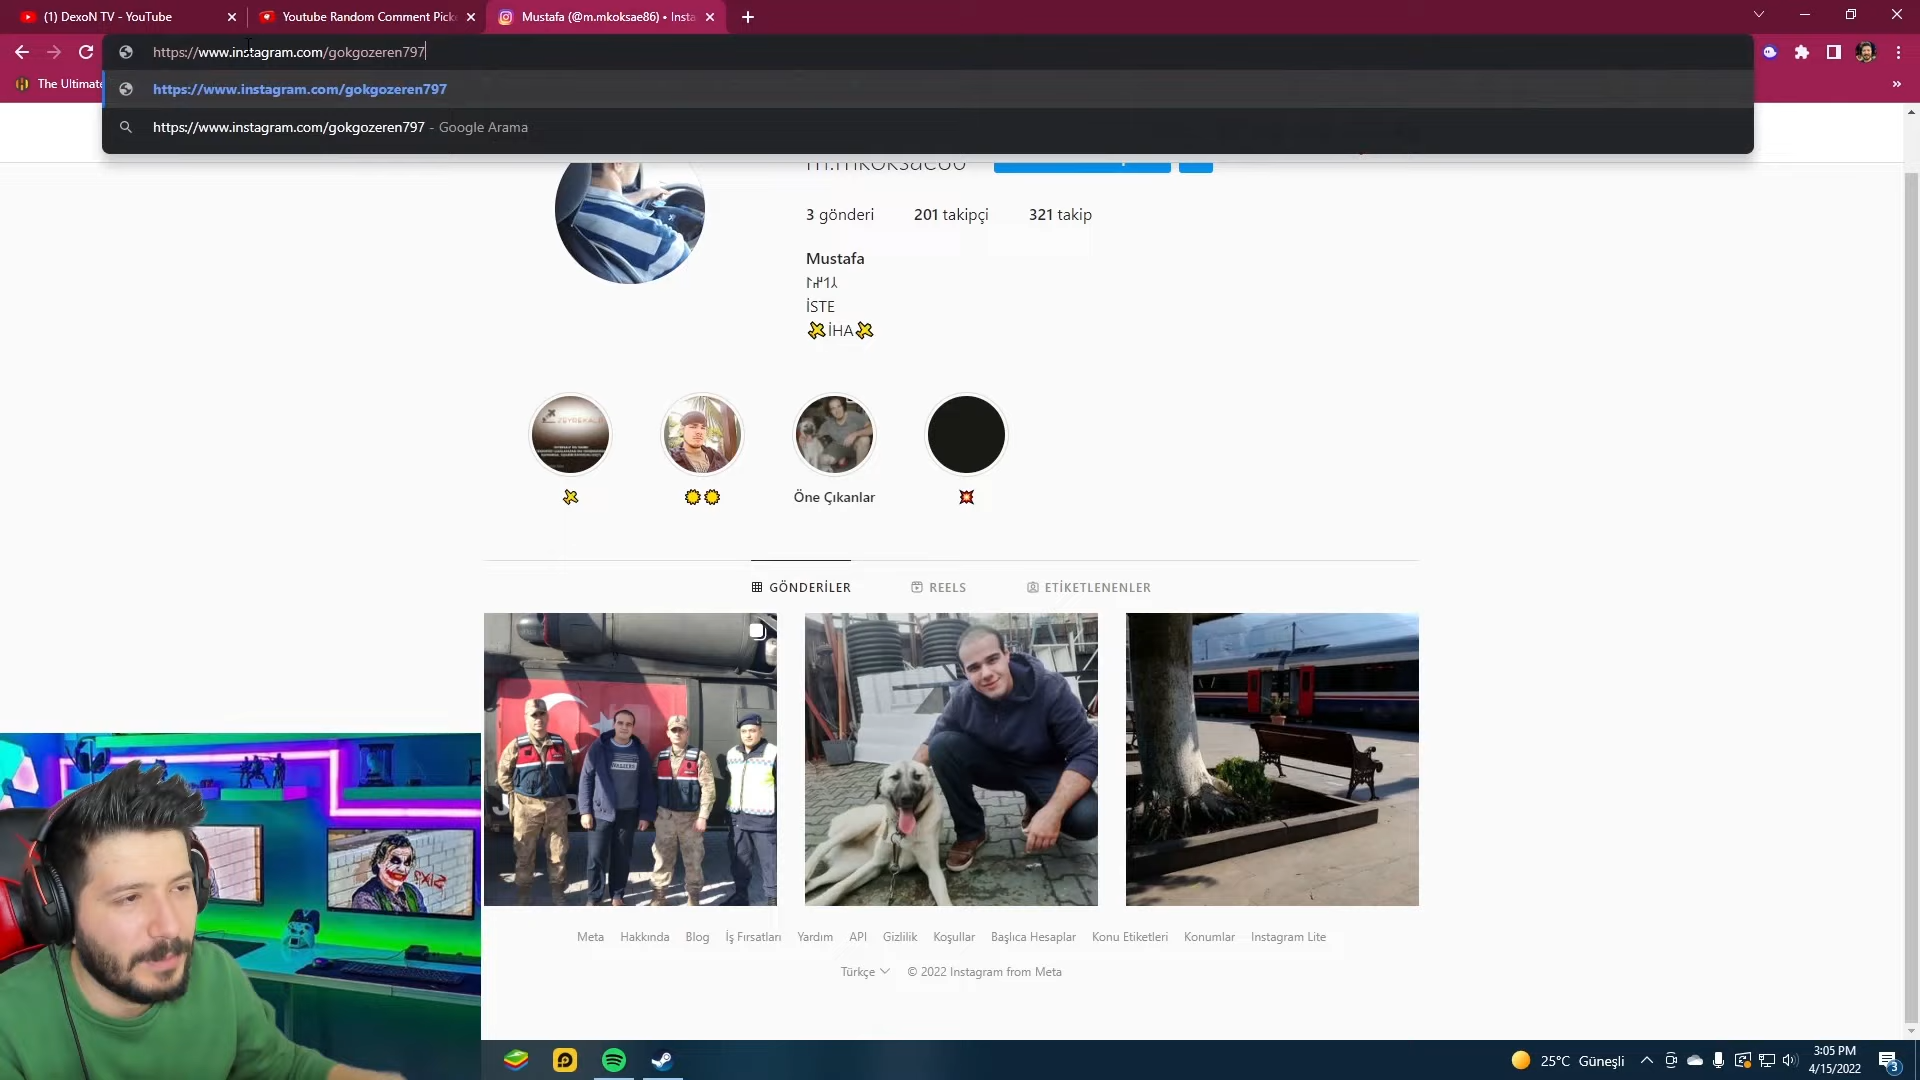 (1) DexoN TV - YouTube
Youtube Random Comment Picke
Mustafa (@m.mkoksae86) • Insta
https://www.instagram.com/gokgozeren797
The Ultimate
https://www.instagram.com/gokgozeren797
https://www.instagram.com/gokgozeren797 - Google Arama
m.mkoksae86
3 gönderi 201 takipçi 321 takip
Mustafa
İSTE
İHA
Öne Çıkanlar
GÖNDERİLER REELS ETİKETLENENLER
Meta Hakkında Blog İş Fırsatları Yardım API Gizlilik Koşullar Başlıca Hesaplar Konu Etiketleri Konumlar Instagram Lite
Türkçe © 2022 Instagram from Meta
25°C Güneşli
3:05 PM
4/15/2022
3